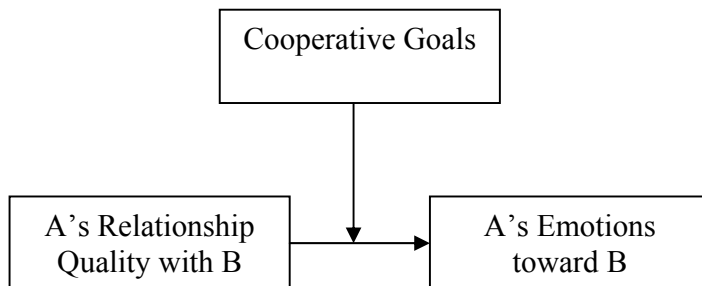 Cooperative Goals
A’s Relationship
Quality with B
A’s Emotions
toward B